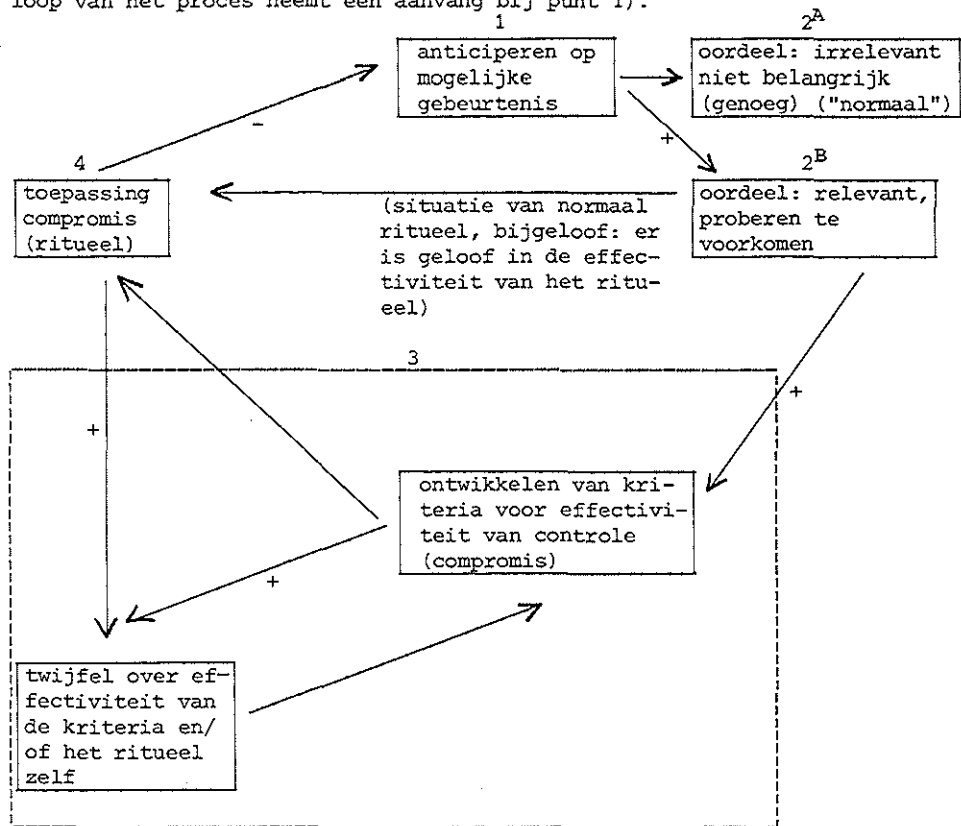 loop van het proces neemt een aanvang bij punt 1).
1
anticiperen op
mogelijke
gebeurtenis
2A
oordeel: irrelevant
niet belangrijk
(genoeg) ("normaal")
-
+
4
toepassing
compromis
(ritueel)
2B
oordeel: relevant,
proberen te
voorkomen
(situatie van normaal
ritueel, bijgeloof: er
is geloof in de effec-
tiviteit van het ritu-
eel)
3
+
+
ontwikkelen van kri-
teria voor effectivi-
teit van controle
(compromis)
+
twijfel over ef-
fectiviteit van
de kriteria en/
of het ritueel
zelf